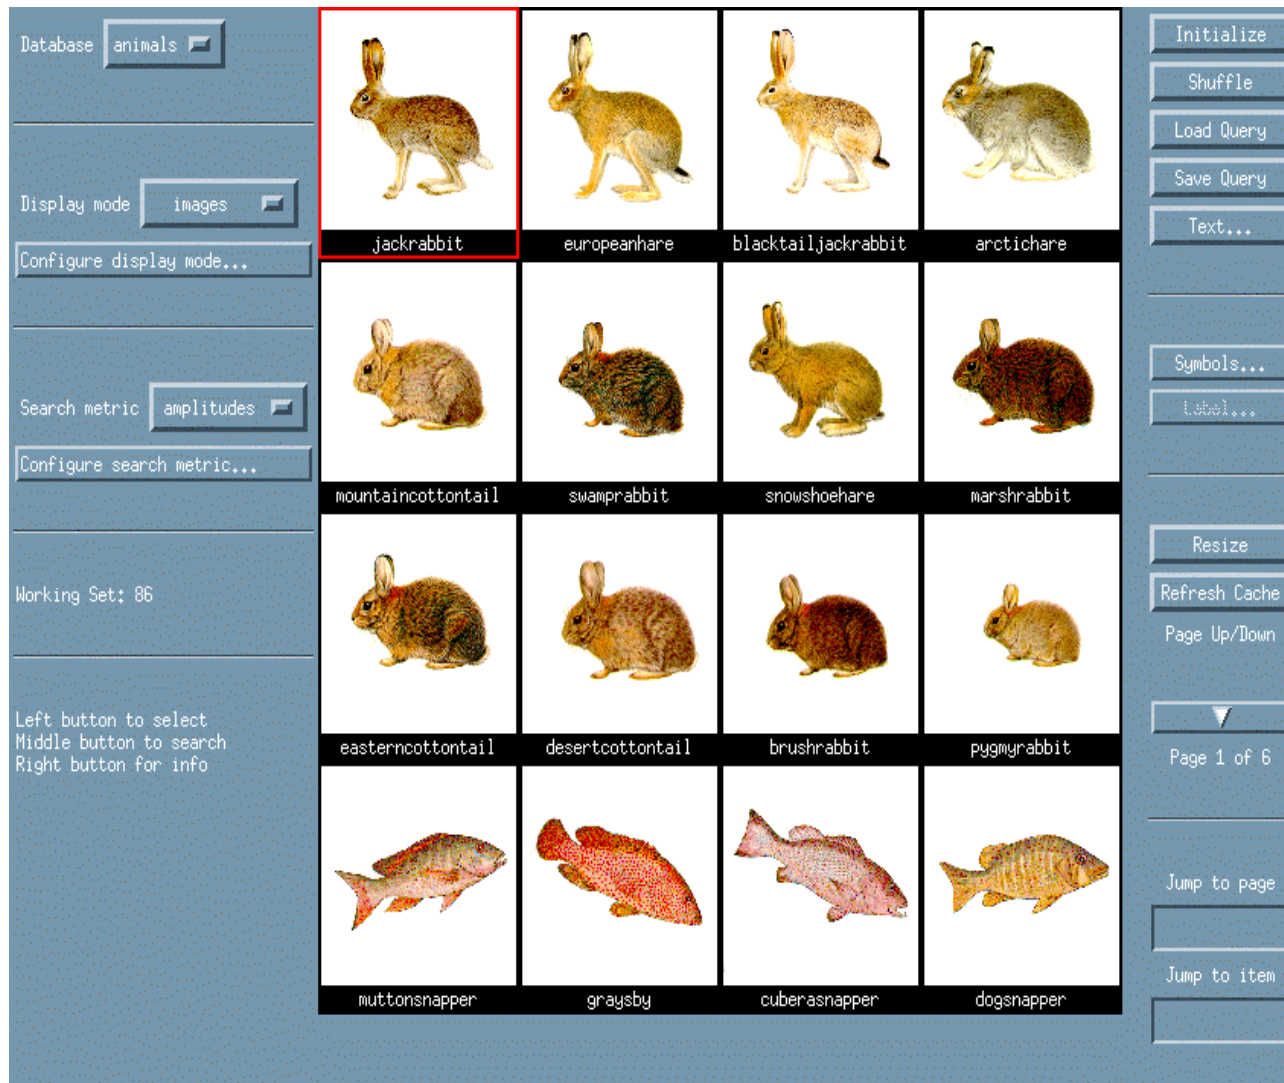 Database animals
Display mode images
Configure display mode...
Search metric amplitudes
Configure search metric...
Working Set: 86
Left button to select
Middle button to search
Right button for info
jackrabbit europeanhare blacktailjackrabbit arctichare
mountaincottontail swamprabbit snowshoehare marshrabbit
easterncottontail desertcottontail brushrabbit pygmyrabbit
muttonsnapper graysby cuberasnapper dogsnapper
Initialize
Shuffle
Load Query
Save Query
Text...
Symbols...
Label...
Resize
Refresh Cache
Page Up/Down
Page 1 of 6
Jump to page
Jump to item